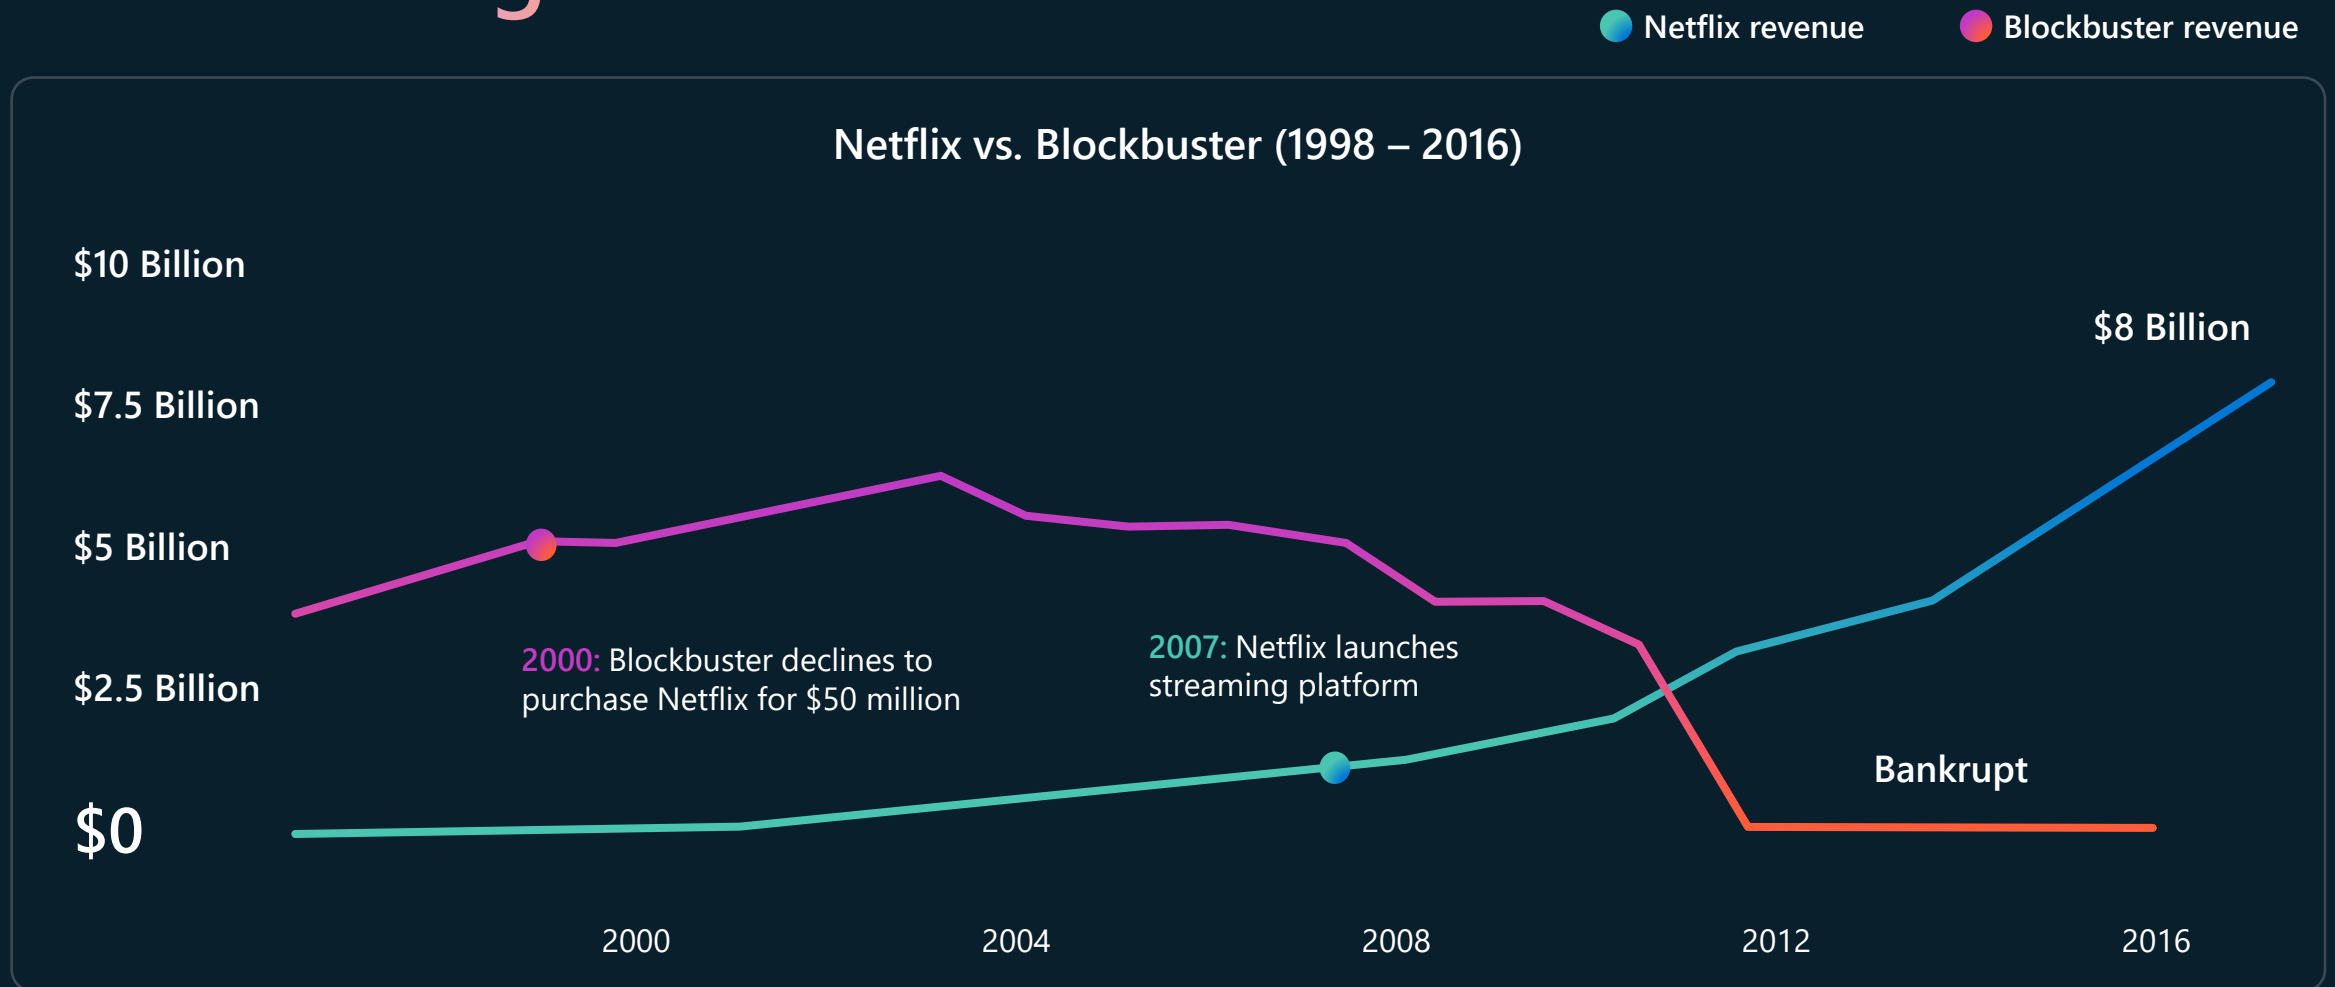 Netflix revenue
Blockbuster revenue
Netflix vs. Blockbuster (1998 – 2016)
$10 Billion
$8 Billion
$7.5 Billion
$5 Billion
2000: Blockbuster declines to
purchase Netflix for $50 million
2007: Netflix launches
streaming platform
$2.5 Billion
Bankrupt
$0
2000
2004
2008
2012
2016